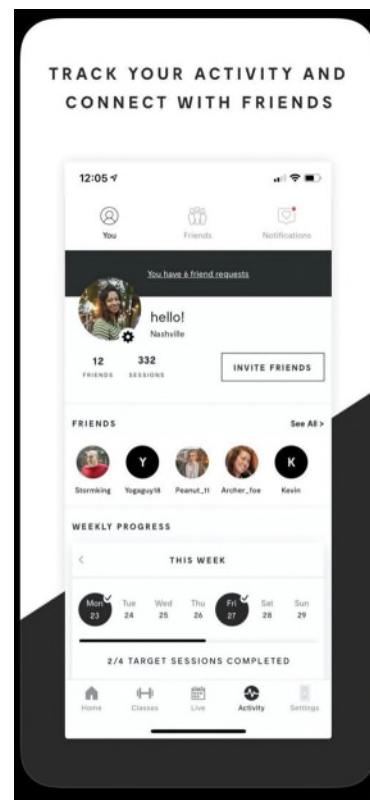 TRACK YOUR ACTIVITY AND
CONNECT WITH FRIENDS
12:05
You Friends Notifications
You have 6 friend requests
hello!
Nashville
12 332
FRIENDS SESSIONS
INVITE FRIENDS
FRIENDS See All >
Y K
Stormking Yogaguy18 Peanut_11 Archer_foe Kevin
WEEKLY PROGRESS
< THIS WEEK
Mon Tue Wed Thu Fri Sat Sun
23 24 25 26 27 28 29
2/4 TARGET SESSIONS COMPLETED
Home Classes Live Activity Settings